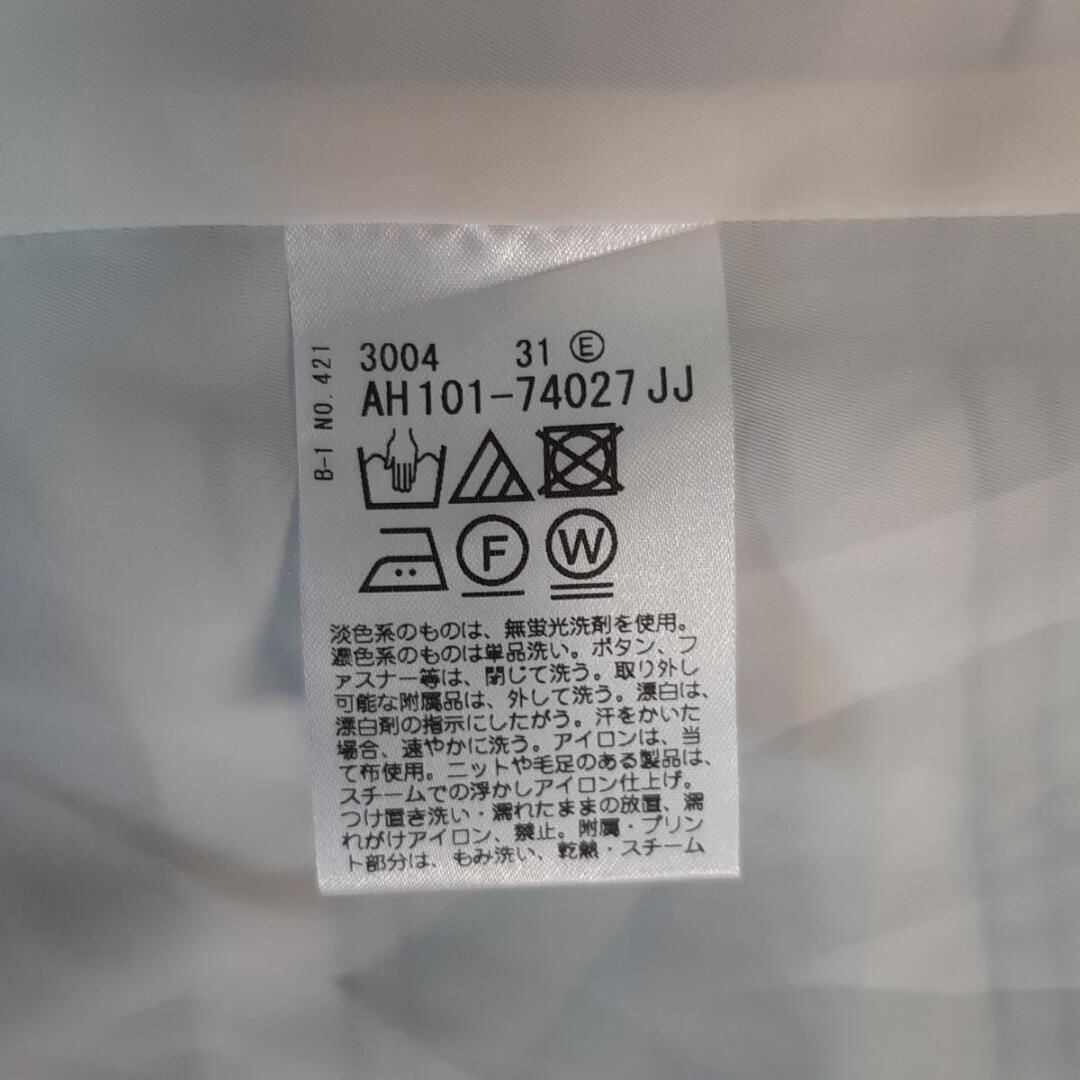 3004 31 Ⓔ
AH101-74027JJ
B-1 NO.421
F W
淡色系のものは、無蛍光洗剤を使用。
濃色系のものは単品洗い。ボタン、フ
ァスナー等は、閉じて洗う。取り外し
可能な附属品は、外して洗う。漂白は、
漂白剤の指示にしたがう。汗をかいた
場合、速やかに洗う。アイロンは、当
て布使用。ニットや毛足のある製品は、
スチームでの浮かしアイロン仕上げ。
つけ置き洗い・濡れたままの放置、濡
れがけアイロン、禁止。附属・プリン
ト部分は、もみ洗い、乾熱・スチーム